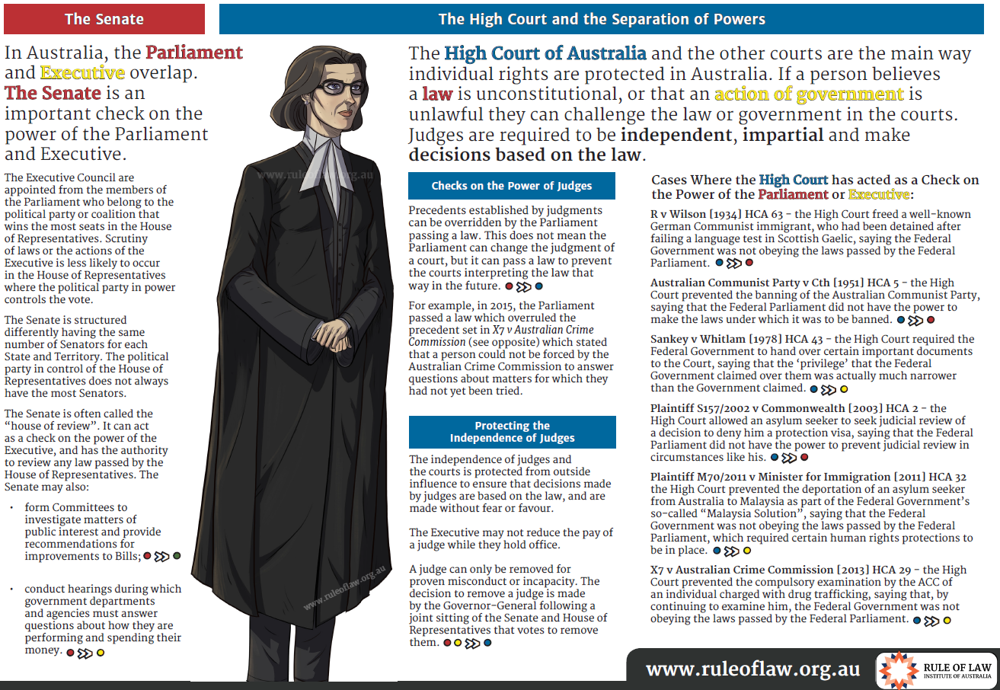 The Senate
In Australia, the Parliament
and Executive overlap.
The Senate is an
important check on the
power of the Parliament
and Executive.
The Executive Council are
appointed from the members of
the Parliament who belong to the
political party or coalition that
wins the most seats in the House
of Representatives. Scrutiny
of laws or the actions of the
Executive is less likely to occur
in the House of Representatives
where the political party in power
controls the vote.
The Senate is structured
differently having the same
number of Senators for each
State and Territory. The political
party in control of the House of
Representatives does not always
have the most Senators.
The Senate is often called the
“house of review”. It can act
as a check on the power of the
Executive, and has the authority
to review any law passed by the
House of Representatives. The
Senate may also:
· form Committees to
investigate matters of
public interest and provide
recommendations for
improvements to Bills;
· conduct hearings during which
government departments
and agencies must answer
questions about how they are
performing and spending their
money.
www.ruleoflaw.org.au
www.ruleoflaw.org.au
The High Court and the Separation of Powers
The High Court of Australia and the other courts are the main way
individual rights are protected in Australia. If a person believes
a law is unconstitutional, or that an action of government is
unlawful they can challenge the law or government in the courts.
Judges are required to be independent, impartial and make
decisions based on the law.
Checks on the Power of Judges
Precedents established by judgments
can be overridden by the Parliament
passing a law. This does not mean the
Parliament can change the judgment of
a court, but it can pass a law to prevent
the courts interpreting the law that
way in the future.
For example, in 2015, the Parliament
passed a law which overruled the
precedent set in X7 v Australian Crime
Commission (see opposite) which stated
that a person could not be forced by the
Australian Crime Commission to answer
questions about matters for which they
had not yet been tried.
Protecting the
Independence of Judges
The independence of judges and
the courts is protected from outside
influence to ensure that decisions made
by judges are based on the law, and are
made without fear or favour.
The Executive may not reduce the pay of
a judge while they hold office.
A judge can only be removed for
proven misconduct or incapacity. The
decision to remove a judge is made
by the Governor-General following a
joint sitting of the Senate and House of
Representatives that votes to remove
them.
Cases Where the High Court has acted as a Check on
the Power of the Parliament or Executive:
R v Wilson [1934] HCA 63 - the High Court freed a well-known
German Communist immigrant, who had been detained after
failing a language test in Scottish Gaelic, saying the Federal
Government was not obeying the laws passed by the Federal
Parliament.
Australian Communist Party v Cth [1951] HCA 5 - the High
Court prevented the banning of the Australian Communist Party,
saying that the Federal Parliament did not have the power to
make the laws under which it was to be banned.
Sankey v Whitlam [1978] HCA 43 - the High Court required the
Federal Government to hand over certain important documents
to the Court, saying that the ‘privilege’ that the Federal
Government claimed over them was actually much narrower
than the Government claimed.
Plaintiff S157/2002 v Commonwealth [2003] HCA 2 - the
High Court allowed an asylum seeker to seek judicial review of
a decision to deny him a protection visa, saying that the Federal
Parliament did not have the power to prevent judicial review in
circumstances like his.
Plaintiff M70/2011 v Minister for Immigration [2011] HCA 32
the High Court prevented the deportation of an asylum seeker
from Australia to Malaysia as part of the Federal Government’s
so-called “Malaysia Solution”, saying that the Federal
Government was not obeying the laws passed by the Federal
Parliament, which required certain human rights protections to
be in place.
X7 v Australian Crime Commission [2013] HCA 29 - the High
Court prevented the compulsory examination by the ACC of
an individual charged with drug trafficking, saying that, by
continuing to examine him, the Federal Government was not
obeying the laws passed by the Federal Parliament.
www.ruleoflaw.org.au
RULE OF LAW
INSTITUTE OF AUSTRALIA